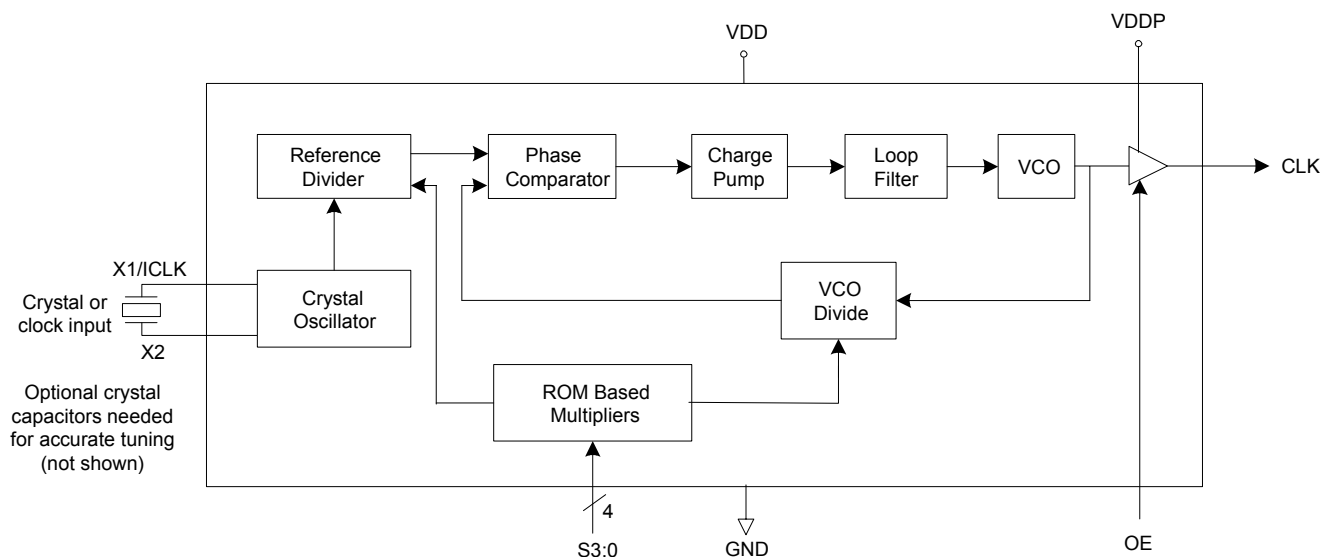 VDD
VDDP
Reference
Divider
Phase
Comparator
Charge
Pump
Loop
Filter
VCO
CLK
X1/ICLK
Crystal or
clock input
X2
Crystal
Oscillator
VCO
Divide
Optional crystal
capacitors needed
for accurate tuning
(not shown)
ROM Based
Multipliers
4
S3:0
GND
OE